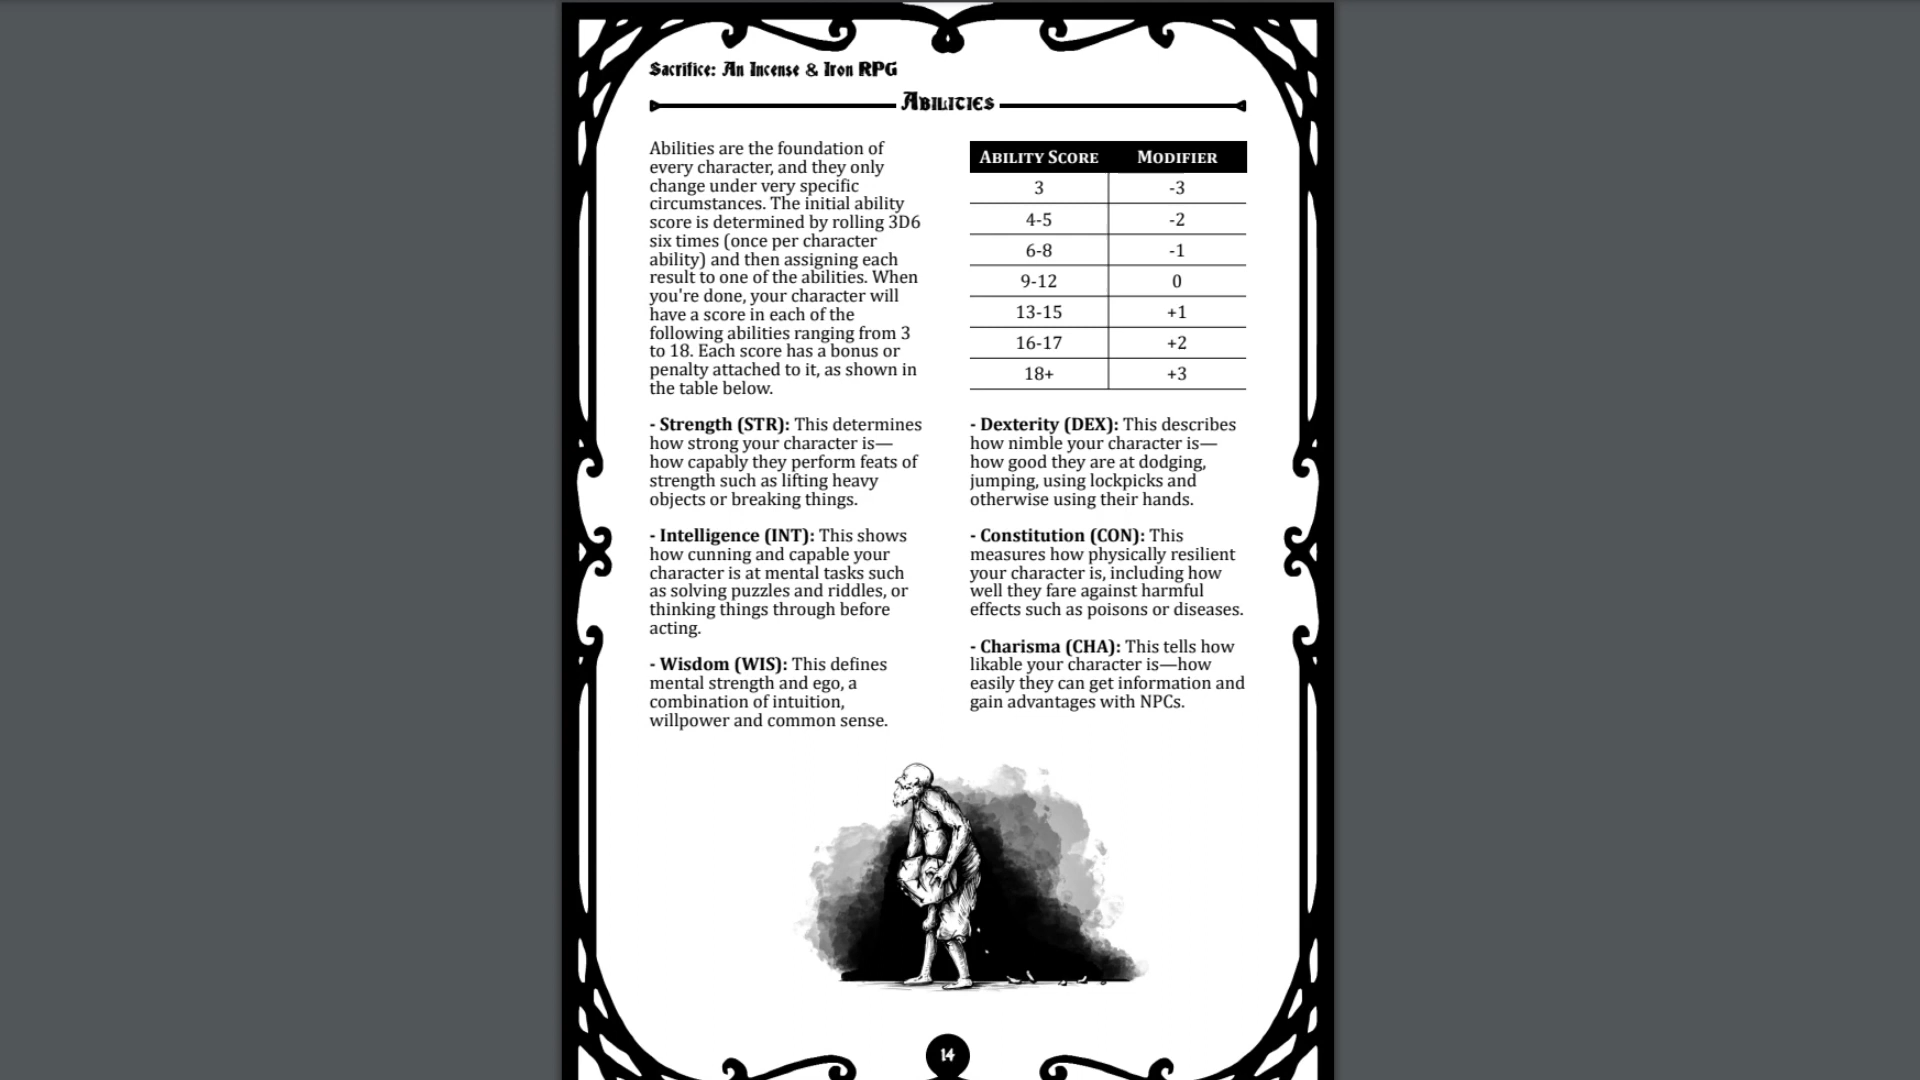 Sacrifice: An Incense & Iron RPG
Abilities
Abilities are the foundation of
every character, and they only
change under very specific
circumstances. The initial ability
score is determined by rolling 3D6
six times (once per character
ability) and then assigning each
result to one of the abilities. When
you're done, your character will
have a score in each of the
following abilities ranging from 3
to 18. Each score has a bonus or
penalty attached to it, as shown in
the table below.
Ability Score Modifier
3 -3
4-5 -2
6-8 -1
9-12 0
13-15 +1
16-17 +2
18+ +3
- Strength (STR): This determines
how strong your character is—
how capably they perform feats of
strength such as lifting heavy
objects or breaking things.
- Dexterity (DEX): This describes
how nimble your character is—
how good they are at dodging,
jumping, using lockpicks and
otherwise using their hands.
- Intelligence (INT): This shows
how cunning and capable your
character is at mental tasks such
as solving puzzles and riddles, or
thinking things through before
acting.
- Constitution (CON): This
measures how physically resilient
your character is, including how
well they fare against harmful
effects such as poisons or diseases.
- Wisdom (WIS): This defines
mental strength and ego, a
combination of intuition,
willpower and common sense.
- Charisma (CHA): This tells how
likable your character is—how
easily they can get information and
gain advantages with NPCs.
14